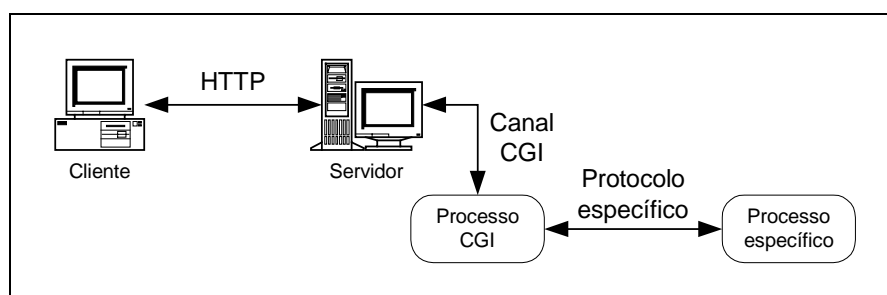 HTTP
Cliente
Servidor
Canal
CGI
Processo
CGI
Protocolo
específico
Processo
específico